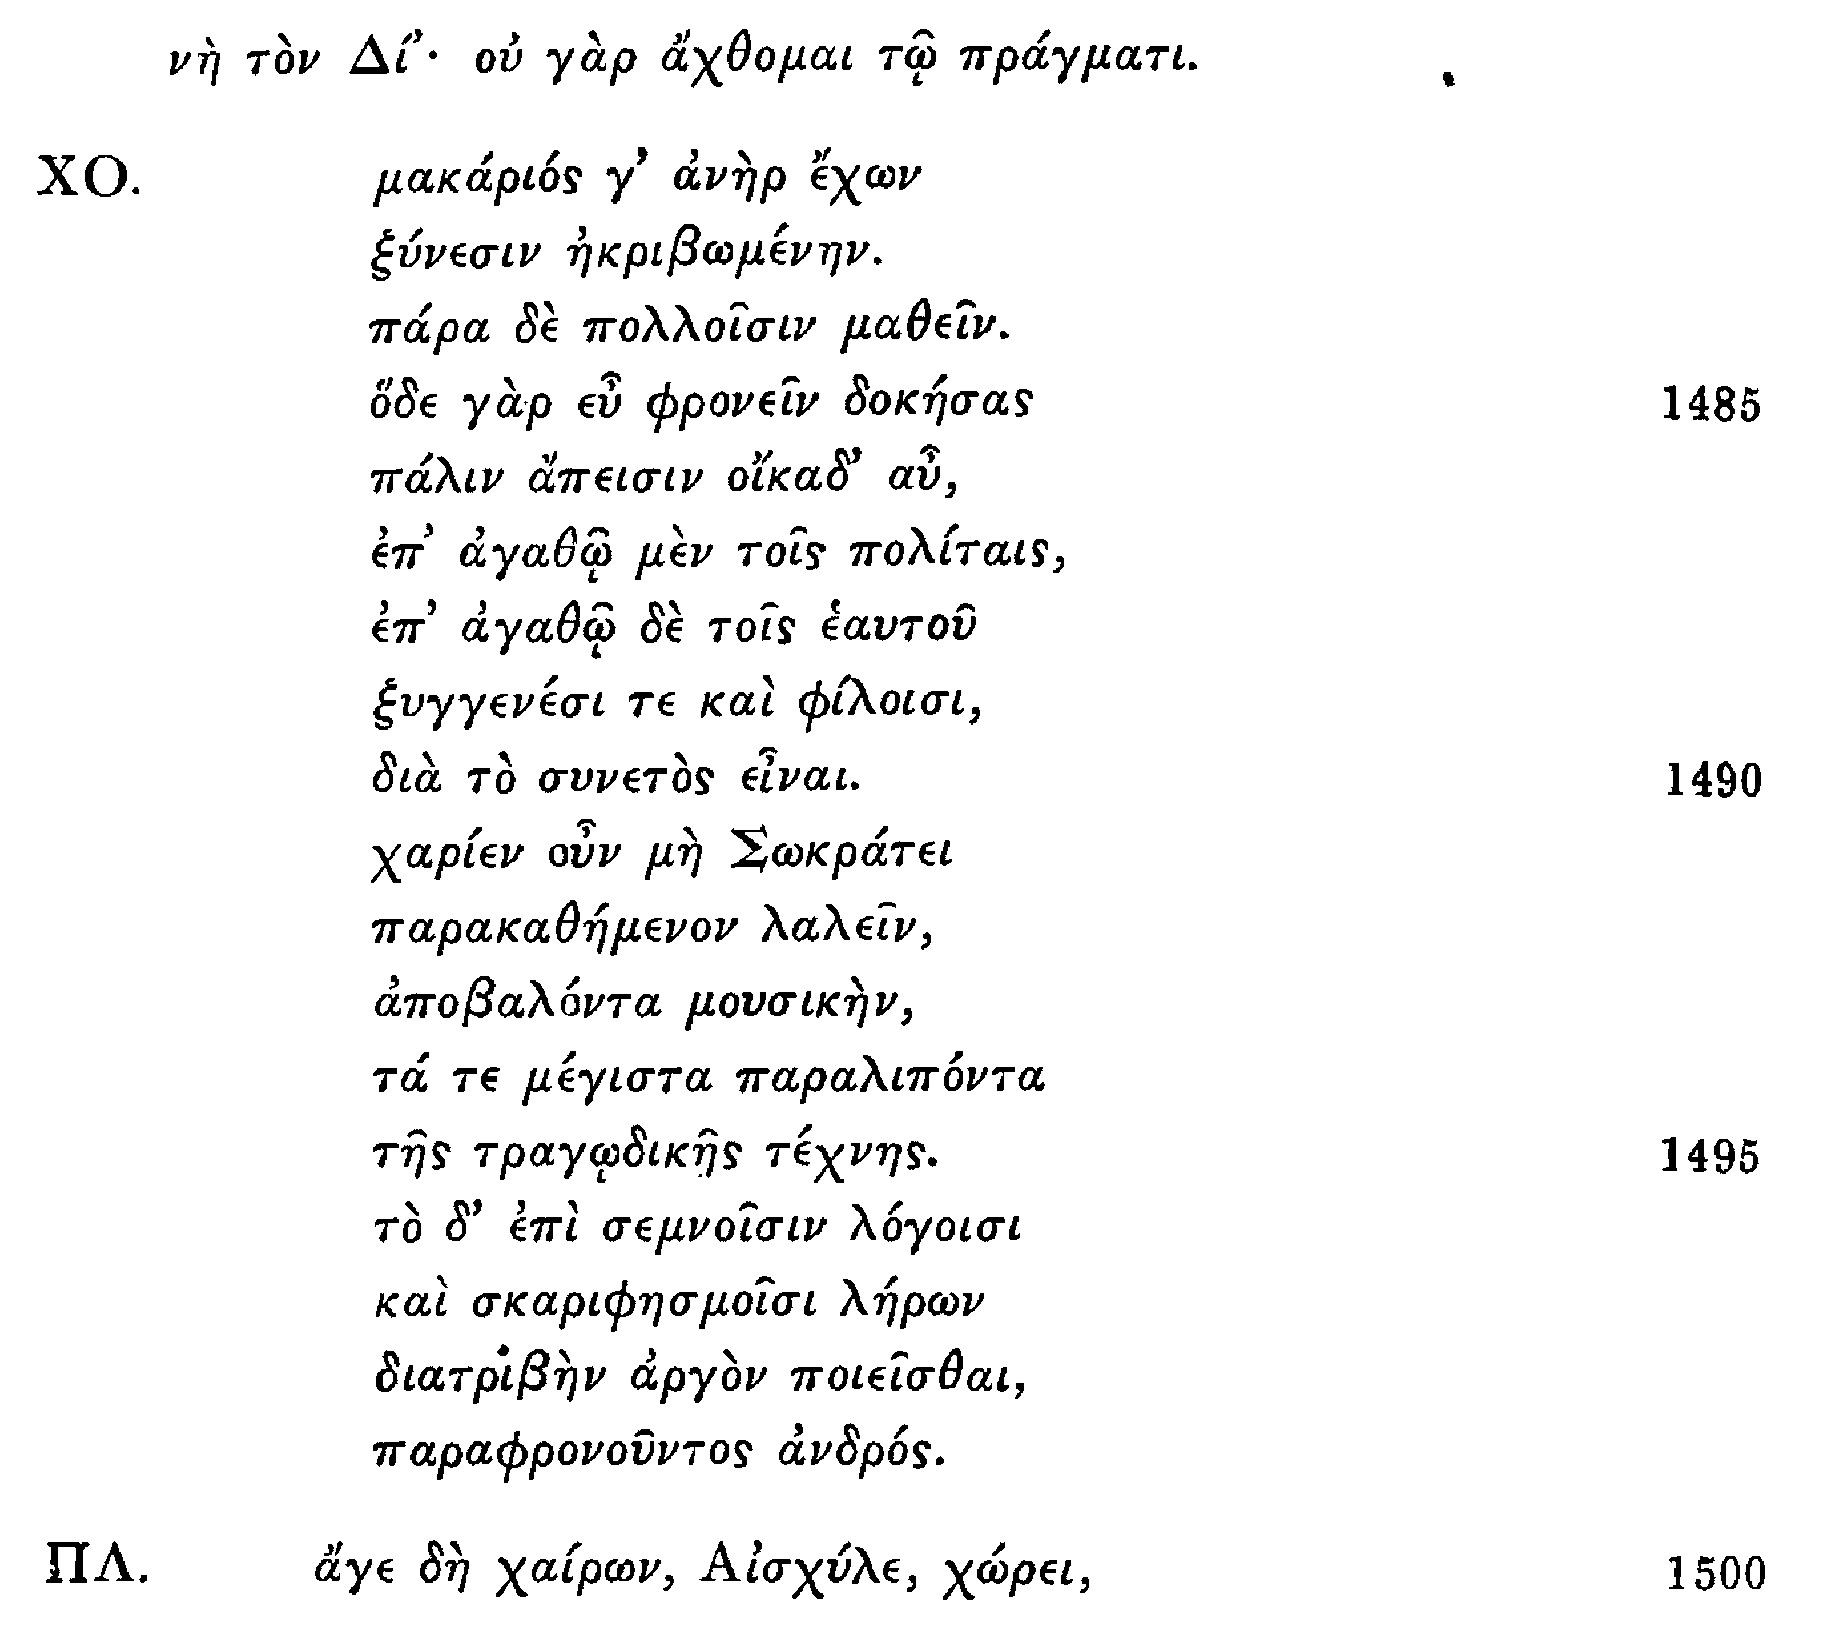 νὴ τὸν Δί’· οὐ γὰρ ἄχθομαι τῷ πράγματι.
ΧΟ. μακάριός γ’ ἀνὴρ ἔχων
ξύνεσιν ἠκριβωμένην.
πάρα δὲ πολλοῖσιν μαθεῖν.
ὅδε γὰρ εὖ φρονεῖν δοκήσας 1485
πάλιν ἄπεισιν οἴκαδ’ αὖ,
ἐπ’ ἀγαθῷ μὲν τοῖς πολίταις,
ἐπ’ ἀγαθῷ δὲ τοῖς ἑαυτοῦ
ξυγγενέσι τε καὶ φίλοισι,
διὰ τὸ συνετὸς εἶναι. 1490
χαρίεν οὖν μὴ Σωκράτει
παρακαθήμενον λαλεῖν,
ἀποβαλόντα μουσικὴν,
τά τε μέγιστα παραλιπόντα
τῆς τραγῳδικῆς τέχνης. 1495
τὸ δ’ ἐπὶ σεμνοῖσιν λόγοισι
καὶ σκαριφησμοῖσι λήρων
διατριβὴν ἀργὸν ποιεῖσθαι,
παραφρονοῦντος ἀνδρός.
ΠΛ. ἄγε δὴ χαίρων, Αἰσχύλε, χώρει, 1500